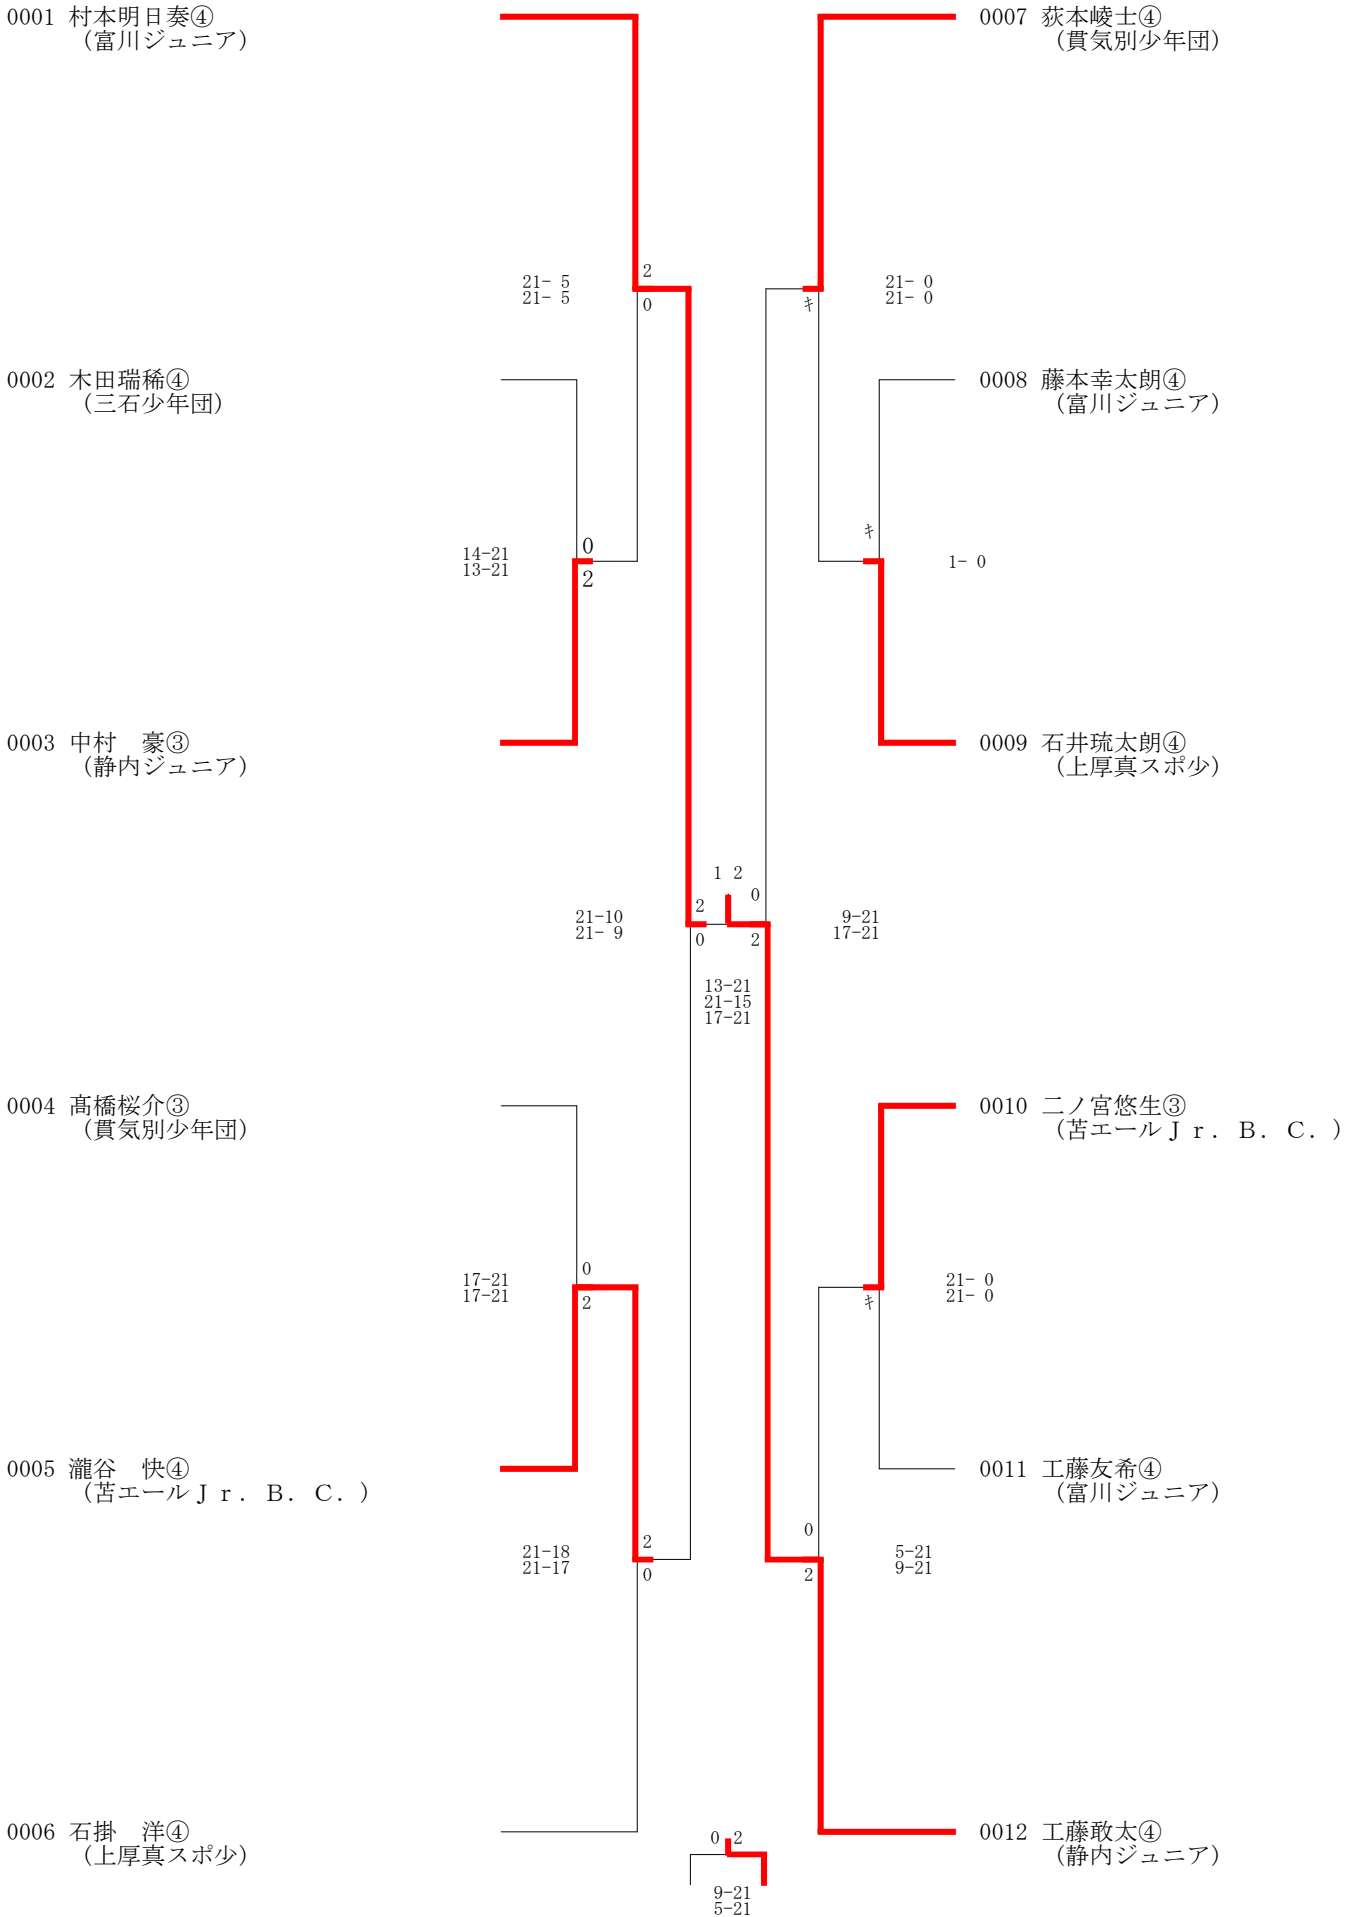 0001 村本明日奏④
（富川ジュニア）
0007 荻本崚士④
（貫気別少年団）
21- 5
21- 5
2
0
ｷ
21- 0
21- 0
0002 木田瑞稀④
（三石少年団）
0008 藤本幸太朗④
（富川ジュニア）
14-21
13-21
0
2
ｷ
1- 0
0003 中村　豪③
（静内ジュニア）
0009 石井琉太朗④
（上厚真スポ少）
21-10
21- 9
2
0
1 2
0
2
9-21
17-21
13-21
21-15
17-21
0004 髙橋桜介③
（貫気別少年団）
0010 二ノ宮悠生③
（苫エールＪｒ．Ｂ．Ｃ．）
17-21
17-21
0
2
ｷ
21- 0
21- 0
0005 瀧谷　快④
（苫エールＪｒ．Ｂ．Ｃ．）
0011 工藤友希④
（富川ジュニア）
21-18
21-17
2
0
0
2
5-21
9-21
0006 石掛　洋④
（上厚真スポ少）
0012 工藤敢太④
（静内ジュニア）
0 2
9-21
5-21